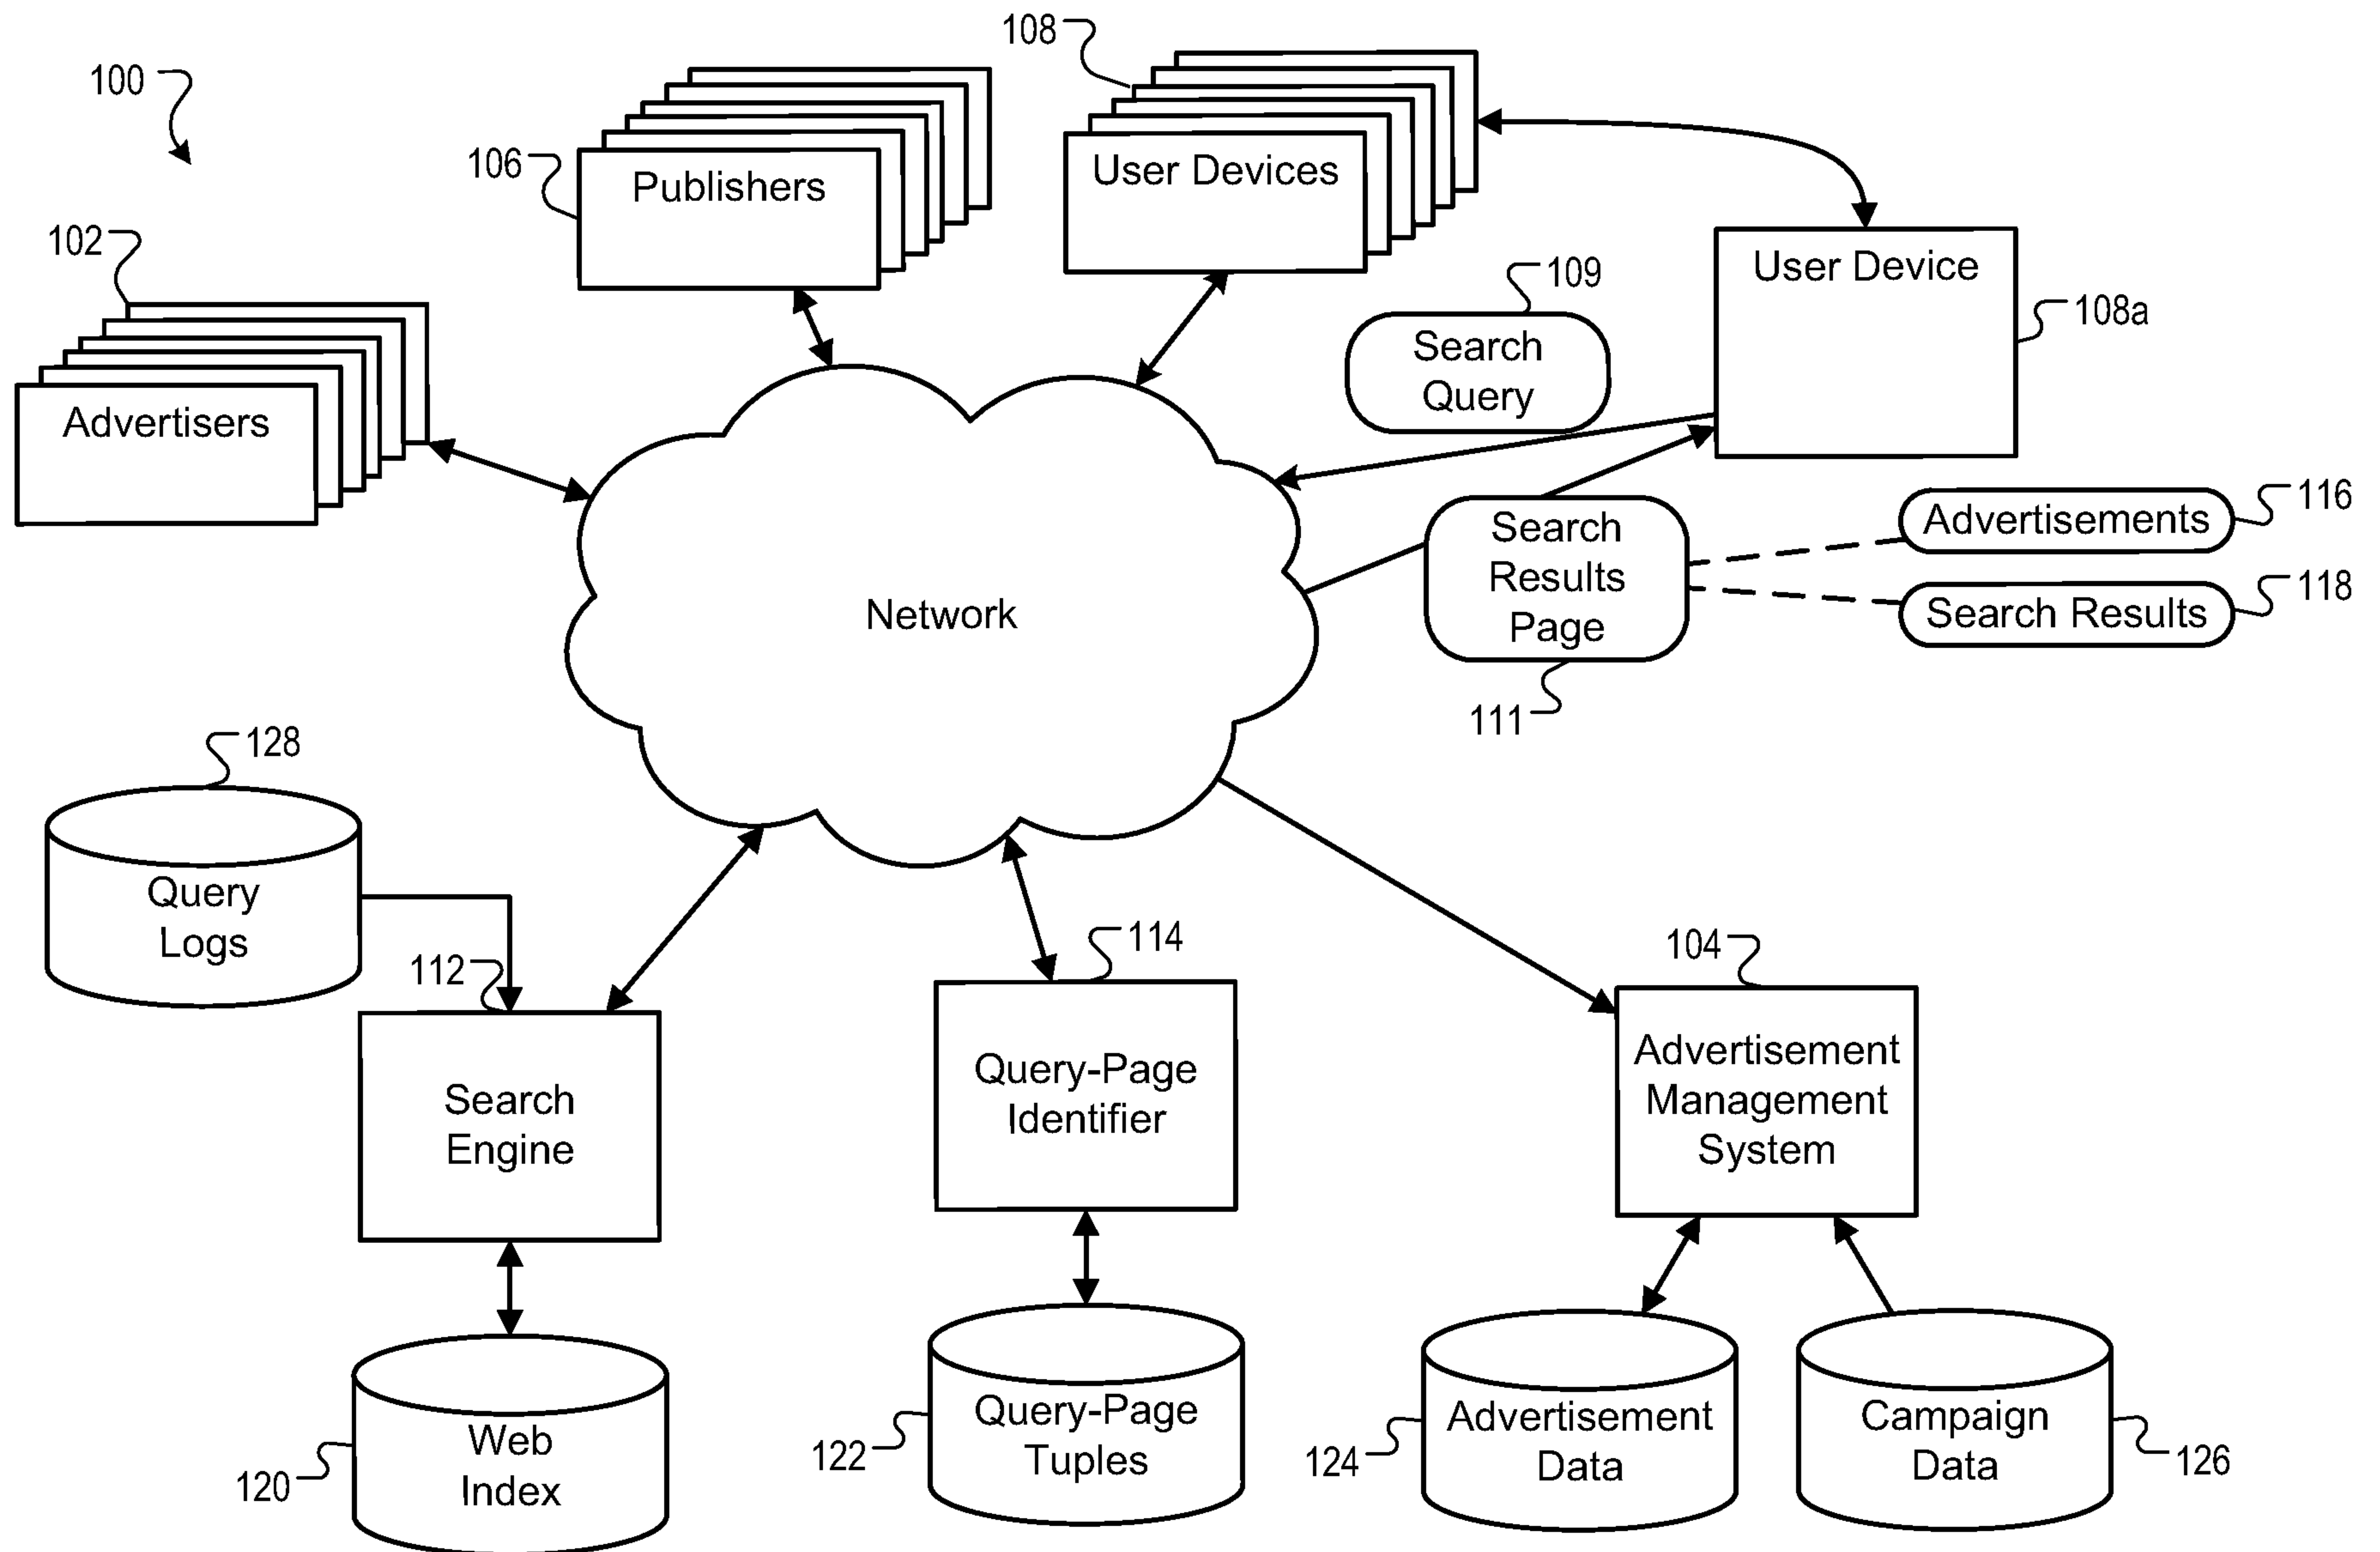 108
100
106
Publishers
User Devices
102
109
User Device
108a
Search
Query
Advertisers
116
Advertisements
Search
Results
Page
118
Search Results
Network
111
128
Query
Logs
112
114
104
Search
Engine
Query-Page
Identifier
Advertisement
Management
System
Web
Index
120
Query-Page
Tuples
122
Advertisement
Data
124
Campaign
Data
126